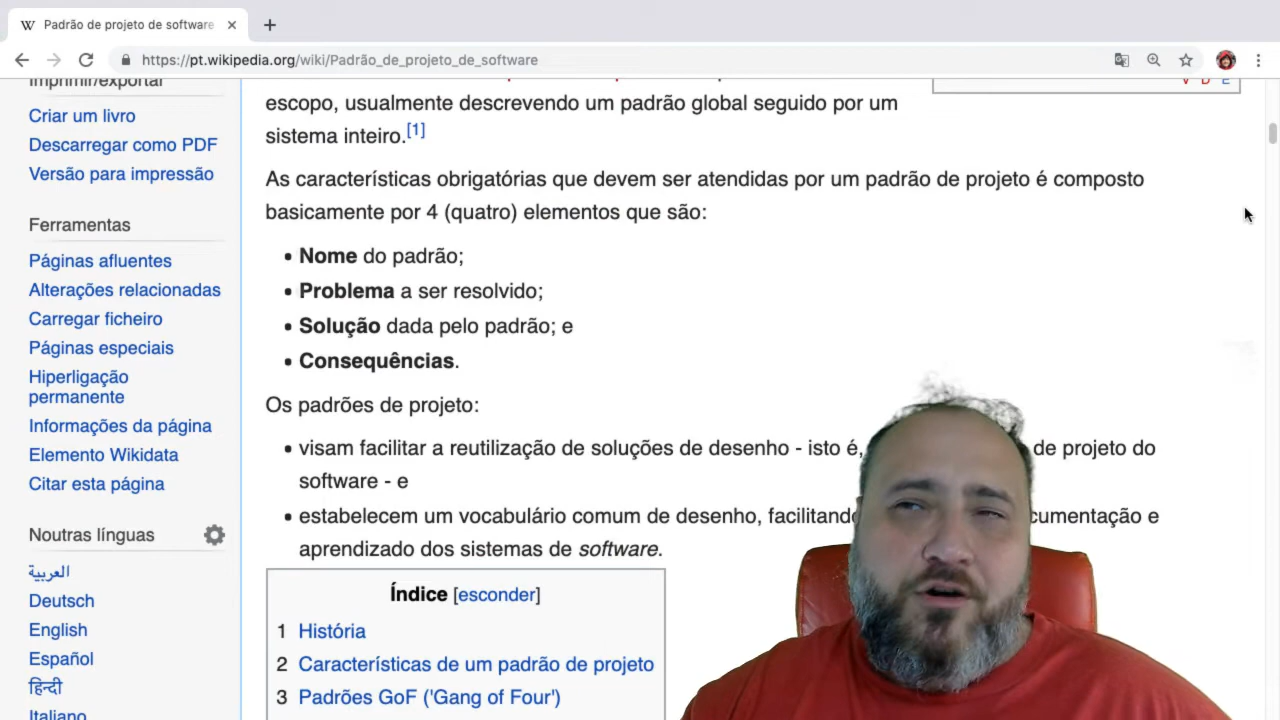 Padrão de projeto de software
https://pt.wikipedia.org/wiki/Padrão_de_projeto_de_software
Imprimir/exportar
Criar um livro
Descarregar como PDF
Versão para impressão
Ferramentas
Páginas afluentes
Alterações relacionadas
Carregar ficheiro
Páginas especiais
Hiperligação
permanente
Informações da página
Elemento Wikidata
Citar esta página
Noutras línguas
العربية
Deutsch
English
Español
हिन्दी
Italiano
V D E
escopo, usualmente descrevendo um padrão global seguido por um
sistema inteiro.[1]
As características obrigatórias que devem ser atendidas por um padrão de projeto é composto
basicamente por 4 (quatro) elementos que são:
• Nome do padrão;
• Problema a ser resolvido;
• Solução dada pelo padrão; e
• Consequências.
Os padrões de projeto:
• visam facilitar a reutilização de soluções de desenho - isto é, de projeto do
software - e
• estabelecem um vocabulário comum de desenho, facilitando cumentação e
aprendizado dos sistemas de software.
Índice [esconder]
1 História
2 Características de um padrão de projeto
3 Padrões GoF ('Gang of Four')